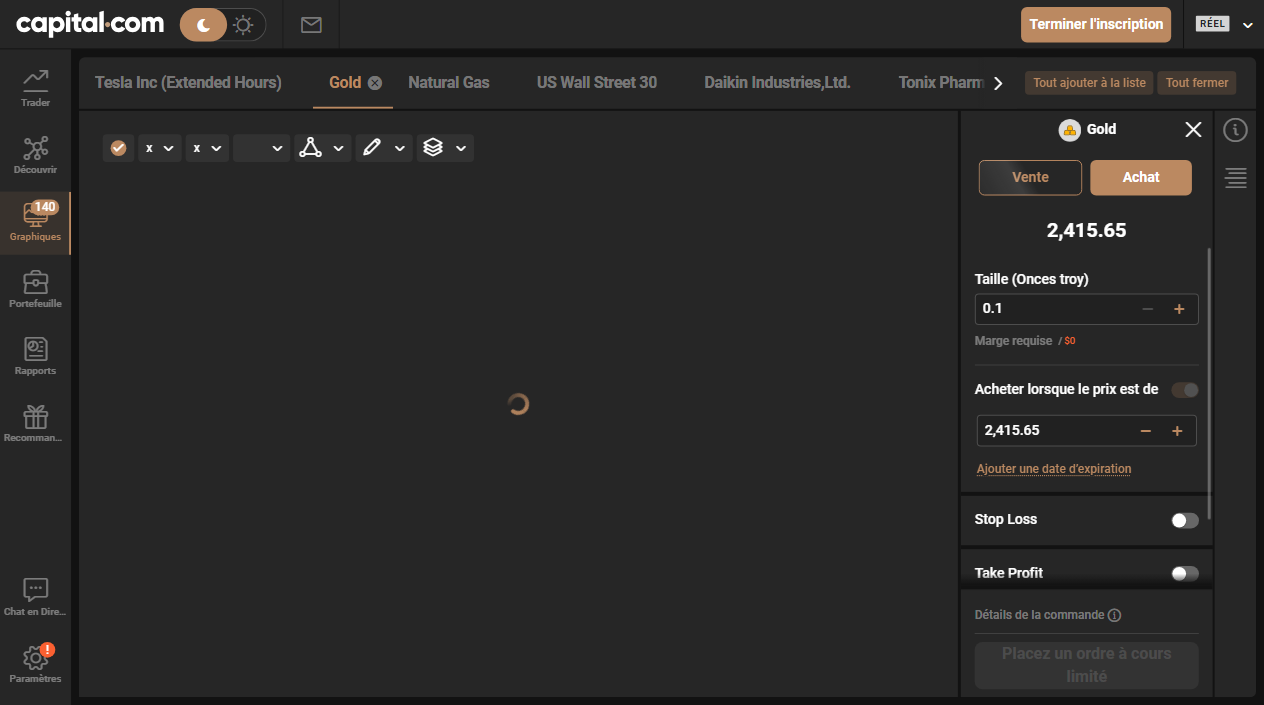 capital.com
Terminer l'inscription
RÉEL
Trader
Découvrir
140
Graphiques
Portefeuille
Rapports
Recomman...
Chat en Dire...
!
Paramètres
Tesla Inc (Extended Hours)
Gold
Natural Gas
US Wall Street 30
Daikin Industries,Ltd.
Tonix Pharm
Tout ajouter à la liste
Tout fermer
x
x
Gold
Vente
Achat
2,415.65
Taille (Onces troy)
0.1
Marge requise / $0
Acheter lorsque le prix est de
2,415.65
Ajouter une date d'expiration
Stop Loss
Take Profit
Détails de la commande
Placez un ordre à cours
limité